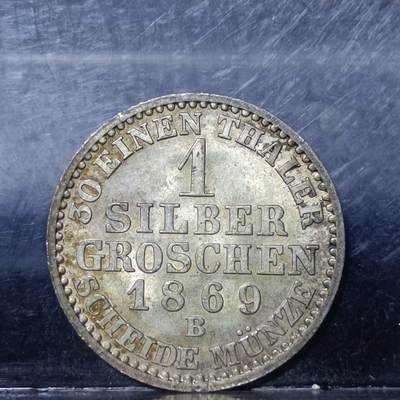 30 EINEN THALER
1
SILBER
GROSCHEN
1869
B
SCHEIDE MÜNZE